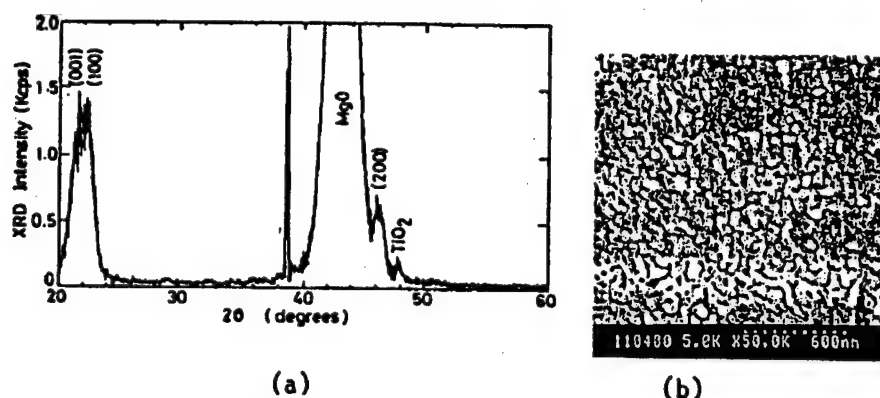 XRD Intensity (Kcps)
2.0
1.5
1.0
0.5
0
(001)
(100)
MgO
(200)
TiO2
20
30
40
50
60
2θ (degrees)
(a)
110400 5.0K X50.0K 600nm
(b)